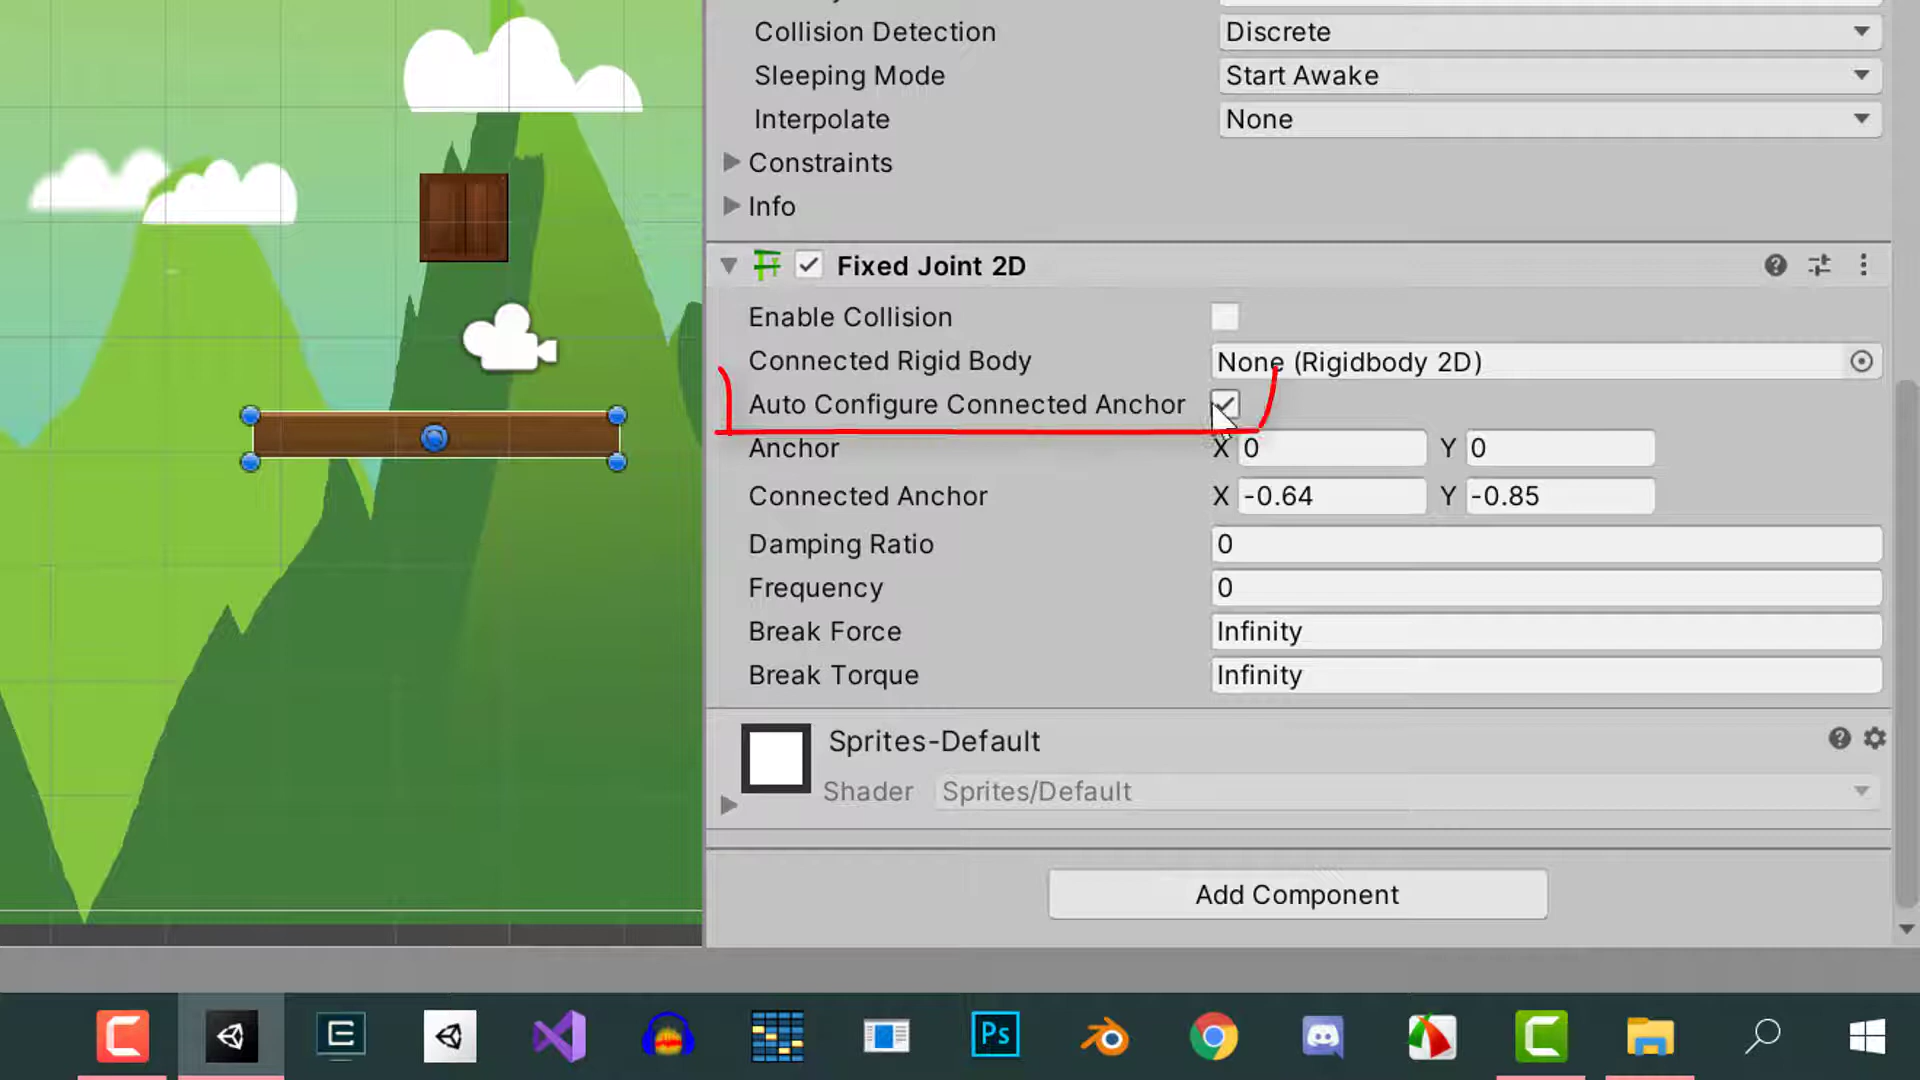 Collision Detection Discrete
Sleeping Mode Start Awake
Interpolate None
Constraints
Info
Fixed Joint 2D
Enable Collision
Connected Rigid Body None (Rigidbody 2D)
Auto Configure Connected Anchor
Anchor X 0 Y 0
Connected Anchor X -0.64 Y -0.85
Damping Ratio 0
Frequency 0
Break Force Infinity
Break Torque Infinity
Sprites-Default
Shader Sprites/Default
Add Component
Ps